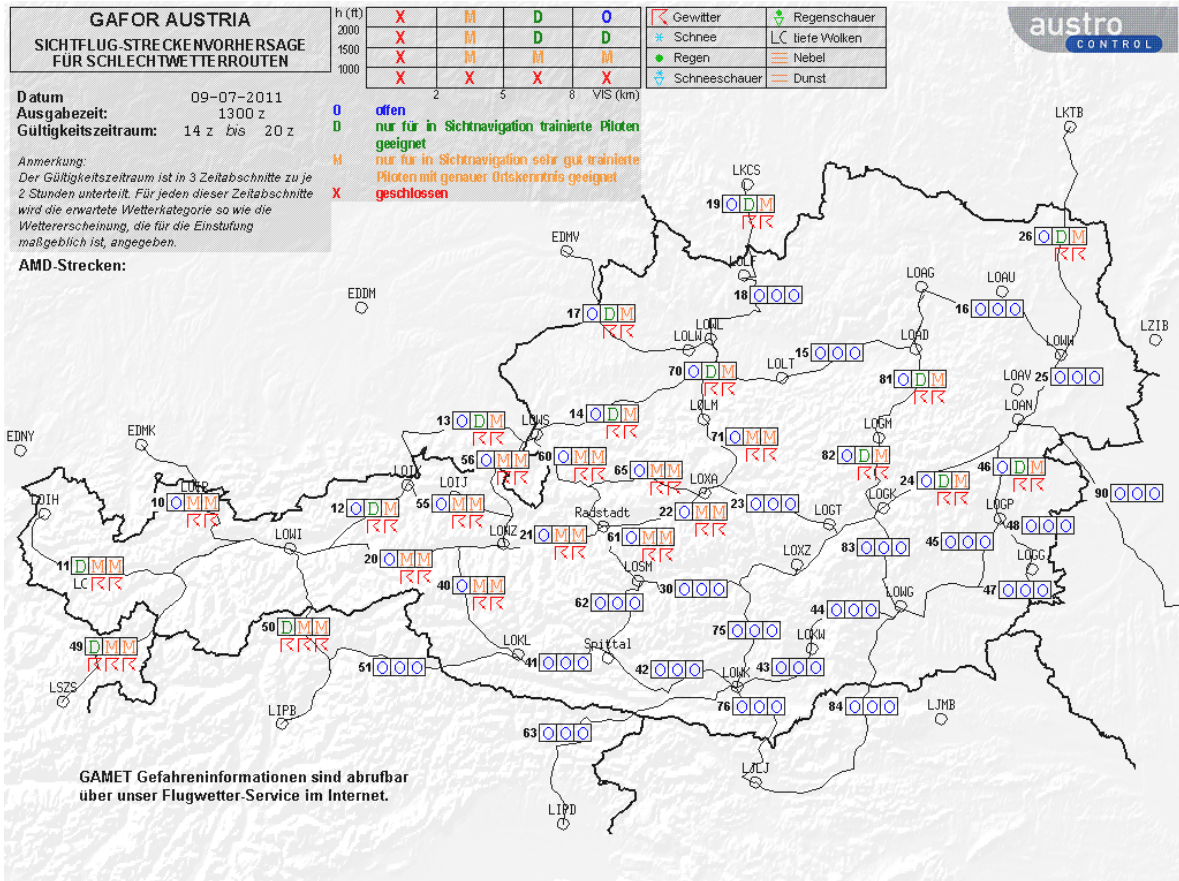 GAFOR AUSTRIA
SICHTFLUG-STRECKENVORHERSAGE
FÜR SCHLECHTWETTERROUTEN
Datum 09-07-2011
Ausgabezeit: 1300 z
Gültigkeitszeitraum: 14 z bis 20 z
Anmerkung:
Der Gültigkeitszeitraum ist in 3 Zeitabschnitte zu je
2 Stunden unterteilt. Für jeden dieser Zeitabschnitte
wird die erwartete Wetterkategorie so wie die
Wettererscheinung, die für die Einstufung
maßgeblich ist, angegeben.
AMD-Strecken:
h (ft)
X M D O
2000
X M D D
1500
X M M M
1000
X X X X
2 5 8 VIS (km)
O offen
D nur für in Sichtnavigation trainierte Piloten
geeignet
M nur für in Sichtnavigation sehr gut trainierte
Piloten mit genauer Ortskenntnis geeignet
X geschlossen
Gewitter Regenschauer
Schnee LC tiefe Wolken
Regen Nebel
Schneeschauer Dunst
austro
CONTROL
LKTB
LKCS
19 O D M
26 O D M
EDMV
LOLF
LOAG
LOAU
EDDM
18 O O O
16 O O O
17 O D M
LOWL
LOLW
LOAD
LOWW
LZIB
15 O O O
70 O D M
LOLT
81 O D M
LOAV
25 O O O
LOAN
13 O D M
14 O D M
LOLM
LOWS
EDNY
EDMK
71 O M M
LOGM
56 O M M
60 O M M
65 O M M
82 O D M
46 O D M
LOIR
10 O M M
LOIK
LOIJ
LOXA
24 O D M
90 O O O
LOIH
12 O D M
55 O M M
22 O M M
23 O O O
LOGK
LOGP
Radstadt
LOGT
48 O O O
LOWI
LOWZ
21 O M M
61 O M M
83 O O O
45 O O O
20 O M M
11 D M M
LC
LOSM
LOXZ
LOGG
40 O M M
30 O O O
47 O O O
62 O O O
44 O O O
LOWG
50 D M M
75 O O O
49 D M M
LOKW
LOKL
41 O O O
Spittal
51 O O O
42 O O O
43 O O O
LSZS
LOWK
LIPB
76 O O O
84 O O O
LJMB
63 O O O
LJLJ
LIPD
GAMET Gefahreninformationen sind abrufbar
über unser Flugwetter-Service im Internet.